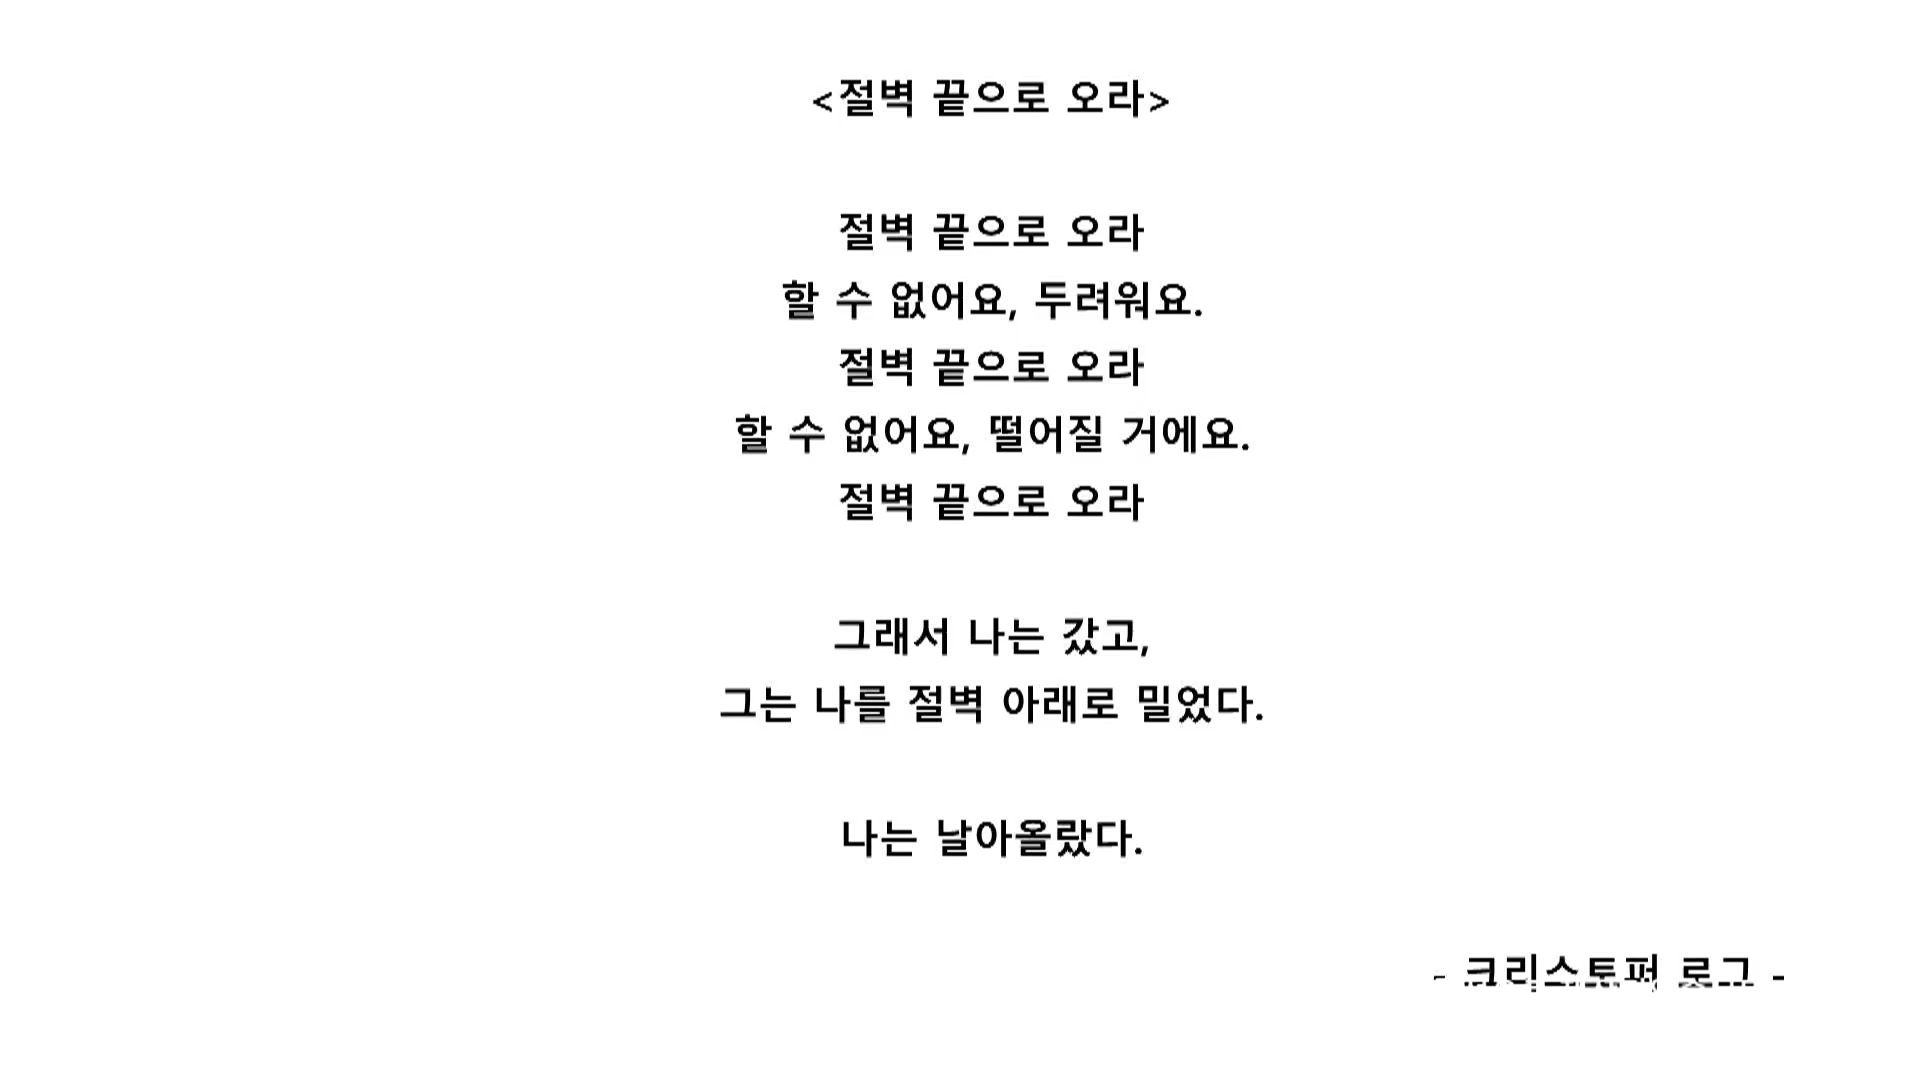 <절벽 끝으로 오라>
절벽 끝으로 오라
할 수 없어요, 두려워요.
절벽 끝으로 오라
할 수 없어요, 떨어질 거에요.
절벽 끝으로 오라
그래서 나는 갔고,
그는 나를 절벽 아래로 밀었다.
나는 날아올랐다.
- 크리스토퍼 로그 -